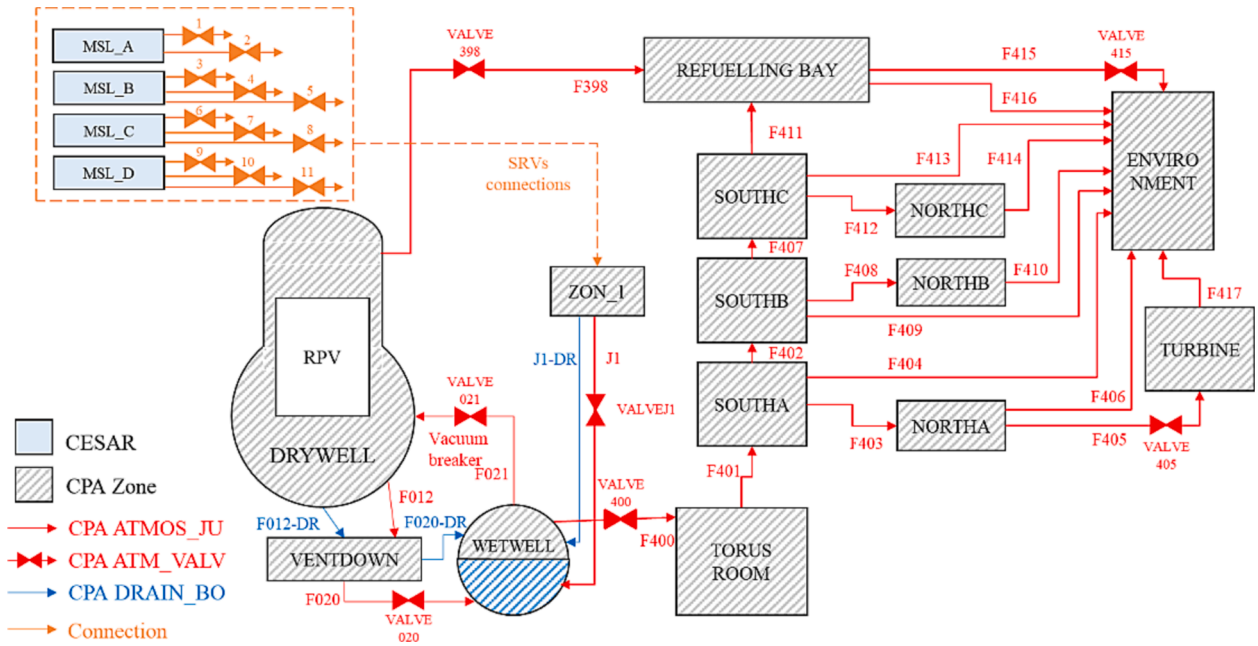 MSL_A
1
2
MSL_B
3
4
5
MSL_C
6
7
8
MSL_D
9
10
11
SRVs
connections
VALVE
398
F398
REFUELLING BAY
F415
VALVE
415
F416
F411
F413
F414
ENVIRO
NMENT
SOUTHC
F412
NORTHC
F407
SOUTHB
F408
NORTHB
F410
F409
F402
F404
F417
ZON_1
J1-DR
J1
VALVEJ1
RPV
DRYWELL
VALVE
021
Vacuum
breaker
F021
SOUTHA
F403
NORTHA
F406
F405
VALVE
405
TURBINE
F401
F012
F012-DR
F020-DR
VENTDOWN
F020
VALVE
020
WETWELL
VALVE
400
F400
TORUS
ROOM
CESAR
CPA Zone
CPA ATMOS_JU
CPA ATM_VALV
CPA DRAIN_BO
Connection